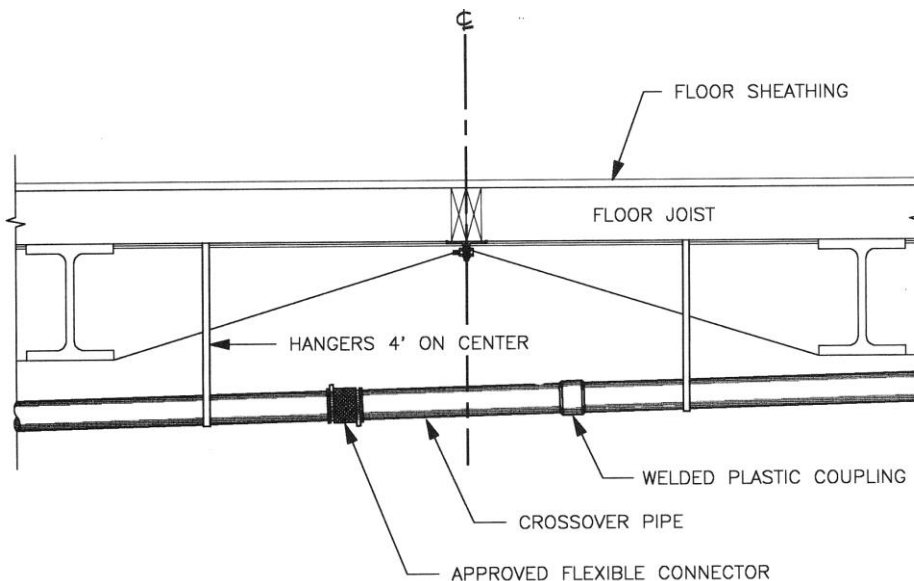 ℄
FLOOR SHEATHING
FLOOR JOIST
HANGERS 4' ON CENTER
WELDED PLASTIC COUPLING
CROSSOVER PIPE
APPROVED FLEXIBLE CONNECTOR